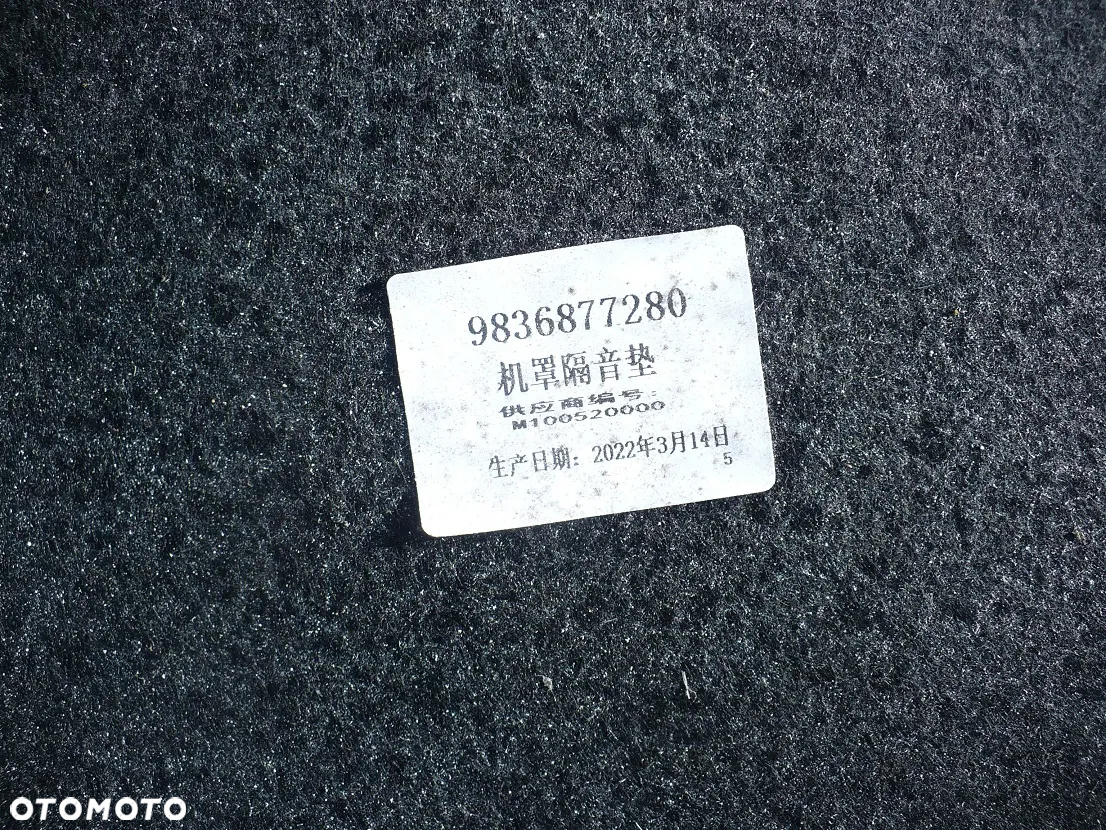 9836877280
机罩隔音垫
供应商编号:
M100520000
生产日期: 2022年3月14日
5
OTOMOTO